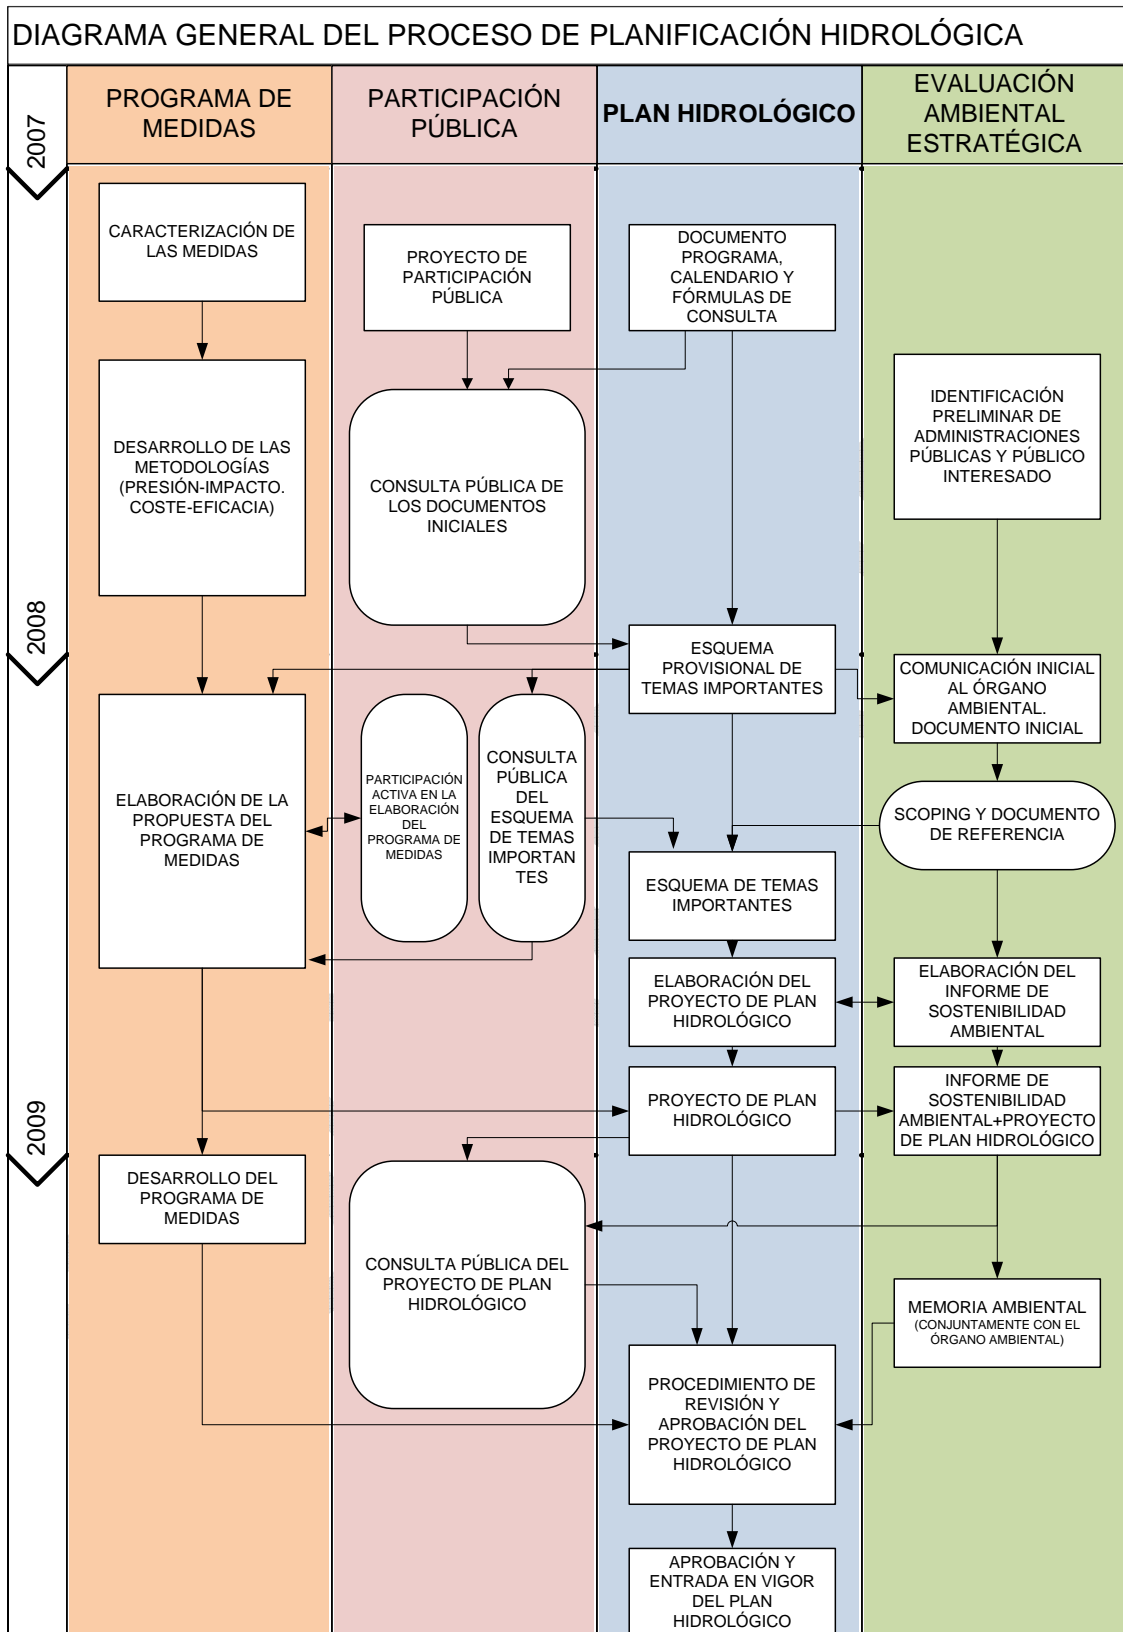 DIAGRAMA GENERAL DEL PROCESO DE PLANIFICACIÓN HIDROLÓGICA
2007
PROGRAMA DE
MEDIDAS
PARTICIPACIÓN
PÚBLICA
PLAN HIDROLÓGICO
EVALUACIÓN
AMBIENTAL
ESTRATÉGICA
CARACTERIZACIÓN DE
LAS MEDIDAS
PROYECTO DE
PARTICIPACIÓN
PÚBLICA
DOCUMENTO
PROGRAMA,
CALENDARIO Y
FÓRMULAS DE
CONSULTA
DESARROLLO DE LAS
METODOLOGÍAS
(PRESIÓN-IMPACTO.
COSTE-EFICACIA)
CONSULTA PÚBLICA DE
LOS DOCUMENTOS
INICIALES
IDENTIFICACIÓN
PRELIMINAR DE
ADMINISTRACIONES
PÚBLICAS Y PÚBLICO
INTERESADO
2008
ESQUEMA
PROVISIONAL DE
TEMAS IMPORTANTES
COMUNICACIÓN INICIAL
AL ÓRGANO
AMBIENTAL.
DOCUMENTO INICIAL
ELABORACIÓN DE LA
PROPUESTA DEL
PROGRAMA DE
MEDIDAS
PARTICIPACIÓN
ACTIVA EN LA
ELABORACIÓN
DEL
PROGRAMA DE
MEDIDAS
CONSULTA
PÚBLICA
DEL
ESQUEMA
DE TEMAS
IMPORTAN
TES
SCOPING Y DOCUMENTO
DE REFERENCIA
ESQUEMA DE TEMAS
IMPORTANTES
ELABORACIÓN DEL
PROYECTO DE PLAN
HIDROLÓGICO
ELABORACIÓN DEL
INFORME DE
SOSTENIBILIDAD
AMBIENTAL
2009
PROYECTO DE PLAN
HIDROLÓGICO
INFORME DE
SOSTENIBILIDAD
AMBIENTAL+PROYECTO
DE PLAN HIDROLÓGICO
DESARROLLO DEL
PROGRAMA DE
MEDIDAS
CONSULTA PÚBLICA DEL
PROYECTO DE PLAN
HIDROLÓGICO
MEMORIA AMBIENTAL
(CONJUNTAMENTE CON EL
ÓRGANO AMBIENTAL)
PROCEDIMIENTO DE
REVISIÓN Y
APROBACIÓN DEL
PROYECTO DE PLAN
HIDROLÓGICO
APROBACIÓN Y
ENTRADA EN VIGOR
DEL PLAN
HIDROLÓGICO